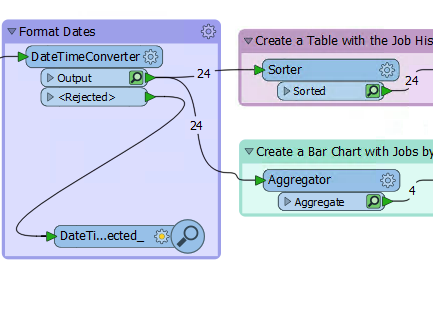 Format Dates
DateTimeConverter
Output
<Rejected>
24
24
DateTi...ected_
Create a Table with the Job His
Sorter
Sorted
24
Create a Bar Chart with Jobs by
Aggregator
Aggregate
4